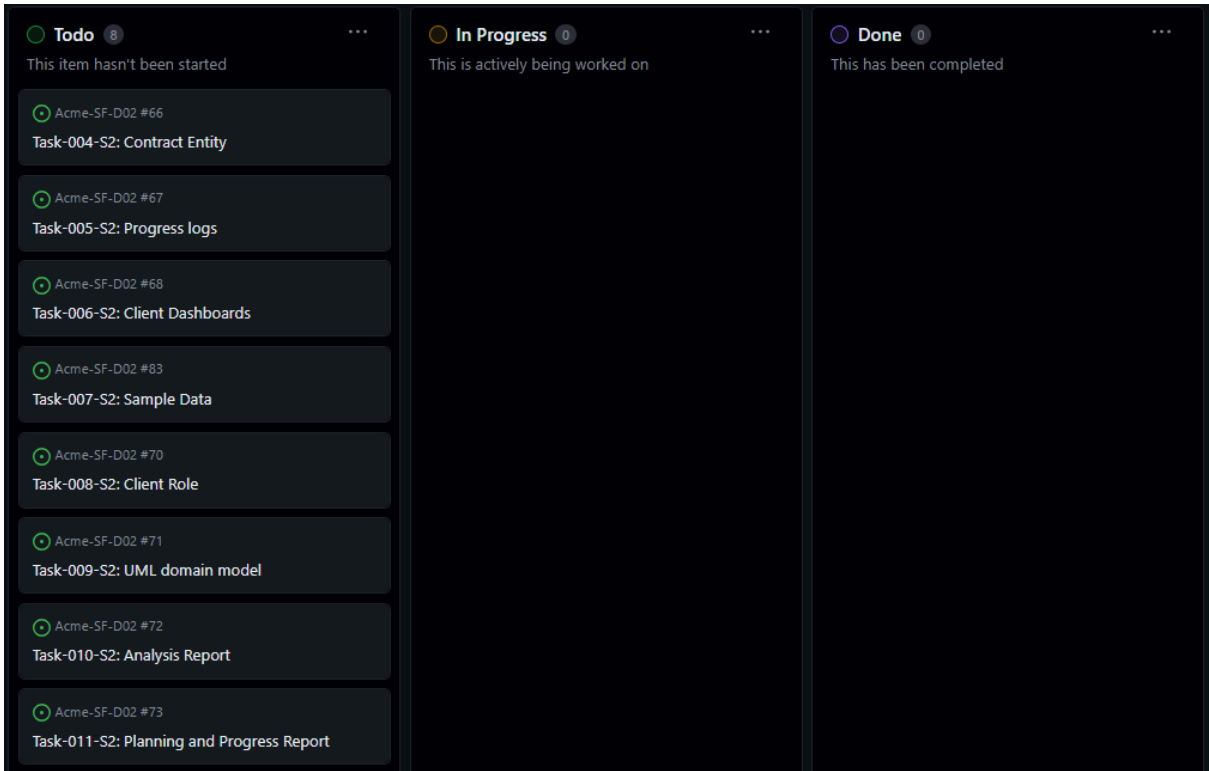 Todo 8
This item hasn't been started
Acme-SF-D02 #66
Task-004-S2: Contract Entity
Acme-SF-D02 #67
Task-005-S2: Progress logs
Acme-SF-D02 #68
Task-006-S2: Client Dashboards
Acme-SF-D02 #83
Task-007-S2: Sample Data
Acme-SF-D02 #70
Task-008-S2: Client Role
Acme-SF-D02 #71
Task-009-S2: UML domain model
Acme-SF-D02 #72
Task-010-S2: Analysis Report
Acme-SF-D02 #73
Task-011-S2: Planning and Progress Report
In Progress 0
This is actively being worked on
Done 0
This has been completed